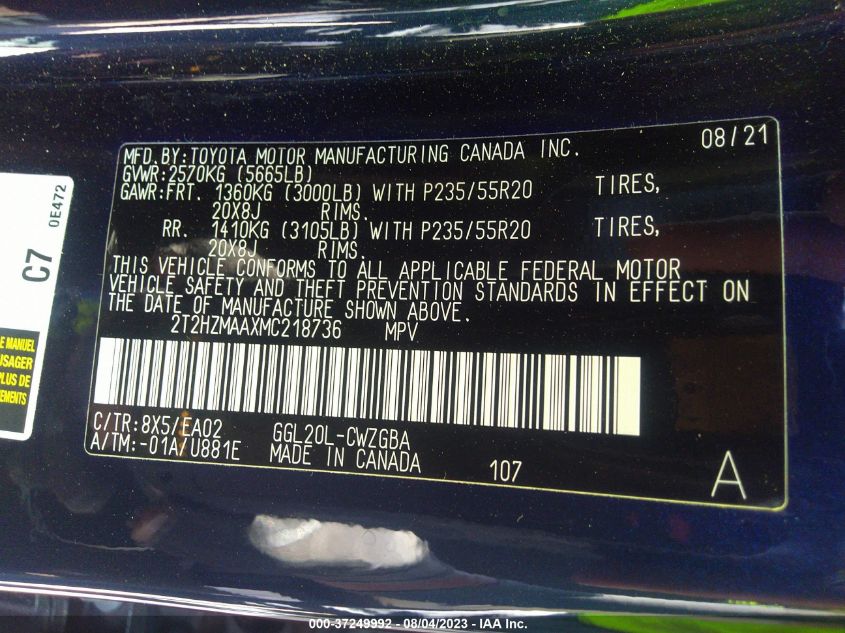 MFD.BY:TOYOTA MOTOR MANUFACTURING CANADA INC. 08/21
GVWR:2570KG (5665LB)
GAWR:FRT. 1360KG (3000LB) WITH P235/55R20 TIRES,
20X8J RIMS.
RR. 1410KG (3105LB) WITH P235/55R20 TIRES,
20X8J RIMS.
THIS VEHICLE CONFORMS TO ALL APPLICABLE FEDERAL MOTOR
VEHICLE SAFETY AND THEFT PREVENTION STANDARDS IN EFFECT ON
THE DATE OF MANUFACTURE SHOWN ABOVE.
2T2HZMAAXMC218736 MPV
C/TR:8X5/EA02 GGL20L-CWZGBA
A/TM:-01A/U881E MADE IN CANADA 107 A
C7 0E472
E MANUEL
USAGER
PLUS DE
EMENTS
000-37249992 - 08/04/2023 - IAA Inc.